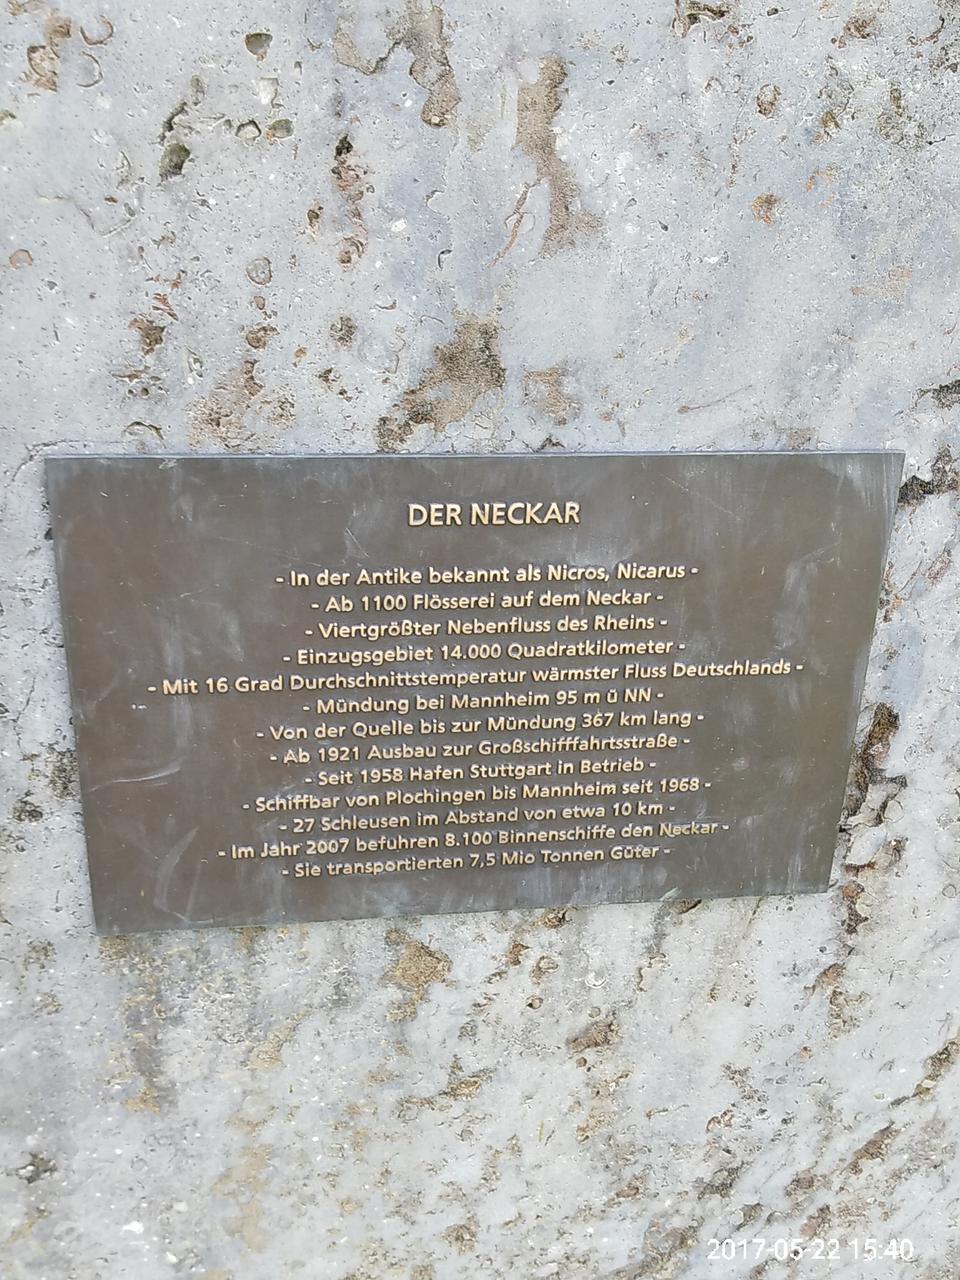 DER NECKAR
- In der Antike bekannt als Nicros, Nicarus -
- Ab 1100 Flösserei auf dem Neckar -
- Viertgrößter Nebenfluss des Rheins -
- Einzugsgebiet 14.000 Quadratkilometer -
- Mit 16 Grad Durchschnittstemperatur wärmster Fluss Deutschlands -
- Mündung bei Mannheim 95 m ü NN -
- Von der Quelle bis zur Mündung 367 km lang -
- Ab 1921 Ausbau zur Großschifffahrtsstraße -
- Seit 1958 Hafen Stuttgart in Betrieb -
- Schiffbar von Plochingen bis Mannheim seit 1968 -
- 27 Schleusen im Abstand von etwa 10 km -
- Im Jahr 2007 befuhren 8.100 Binnenschiffe den Neckar -
- Sie transportierten 7,5 Mio Tonnen Güter -
2017-05-22 15:40